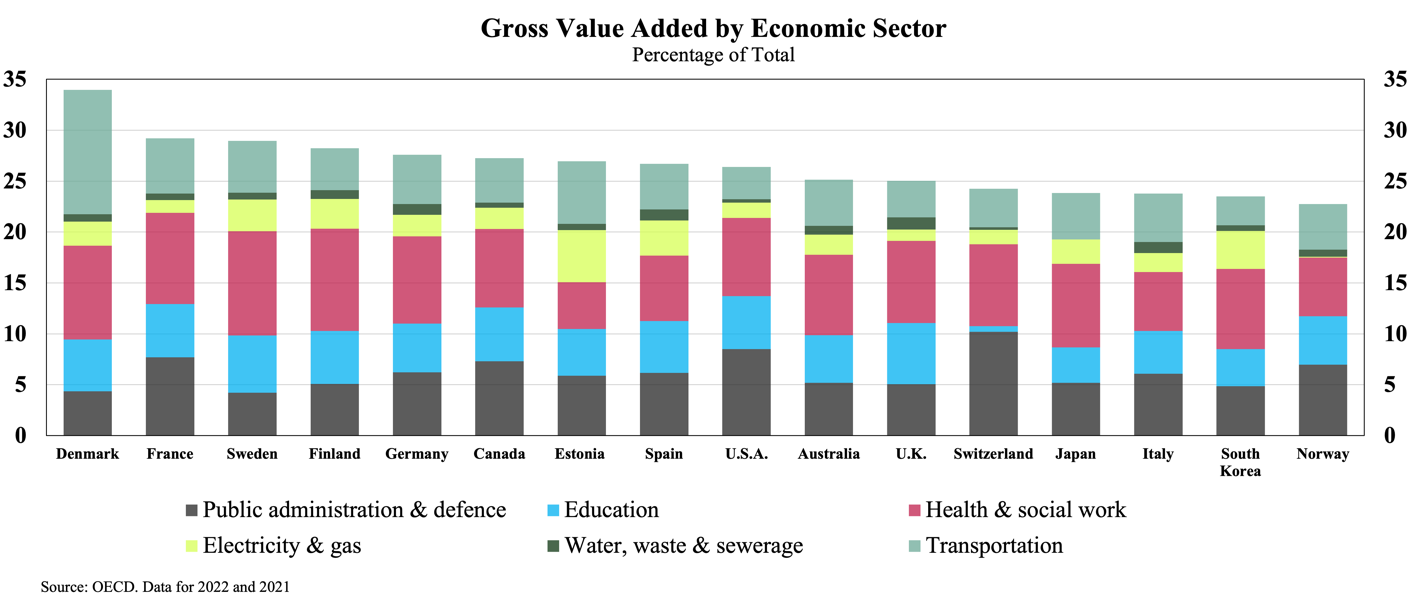 Gross Value Added by Economic Sector
Percentage of Total
35 35
30 30
25 25
20 20
15 15
10 10
5 5
0 0
Denmark France Sweden Finland Germany Canada Estonia Spain U.S.A. Australia U.K. Switzerland Japan Italy South Korea Norway
Public administration & defence Education Health & social work
Electricity & gas Water, waste & sewerage Transportation
Source: OECD. Data for 2022 and 2021